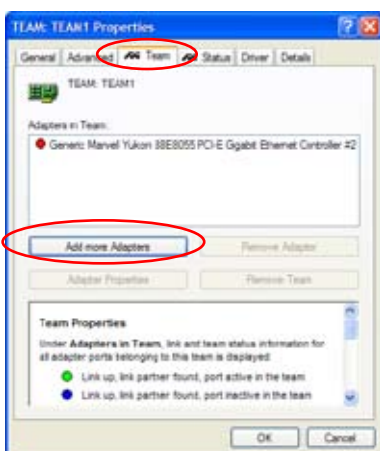 TEAM: TEAM1 Properties
General Advanced Team Status Driver Details
TEAM: TEAM1
Adapters in Team:
Generic Marvel Yukon 88E8055 PCI-E Gigabit Ethernet Controller #2
Add more Adapters Remove Adapter
Adapter Properties Remove Team
Team Properties
Under Adapters in Team, link and team status information for
all adapter ports belonging to this team is displayed:
Link up, link partner found, port active in the team
Link up, link partner found, port inactive in the team
OK Cancel